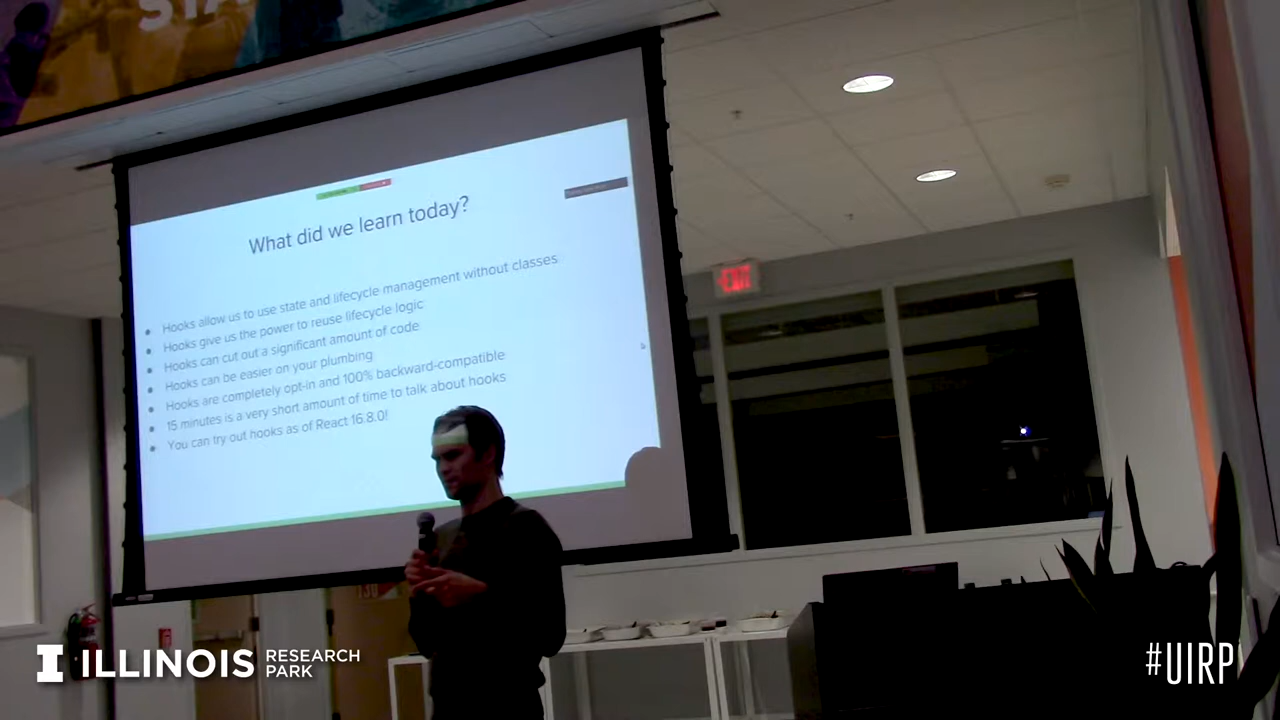 STA
What did we learn today?
Hooks allow us to use state and lifecycle management without classes
Hooks give us the power to reuse lifecycle logic
Hooks can cut out a significant amount of code
Hooks can be easier on your plumbing
Hooks are completely opt-in and 100% backward-compatible
15 minutes is a very short amount of time to talk about hooks
You can try out hooks as of React 16.8.0!
EXIT
I ILLINOIS RESEARCH PARK
#UIRP